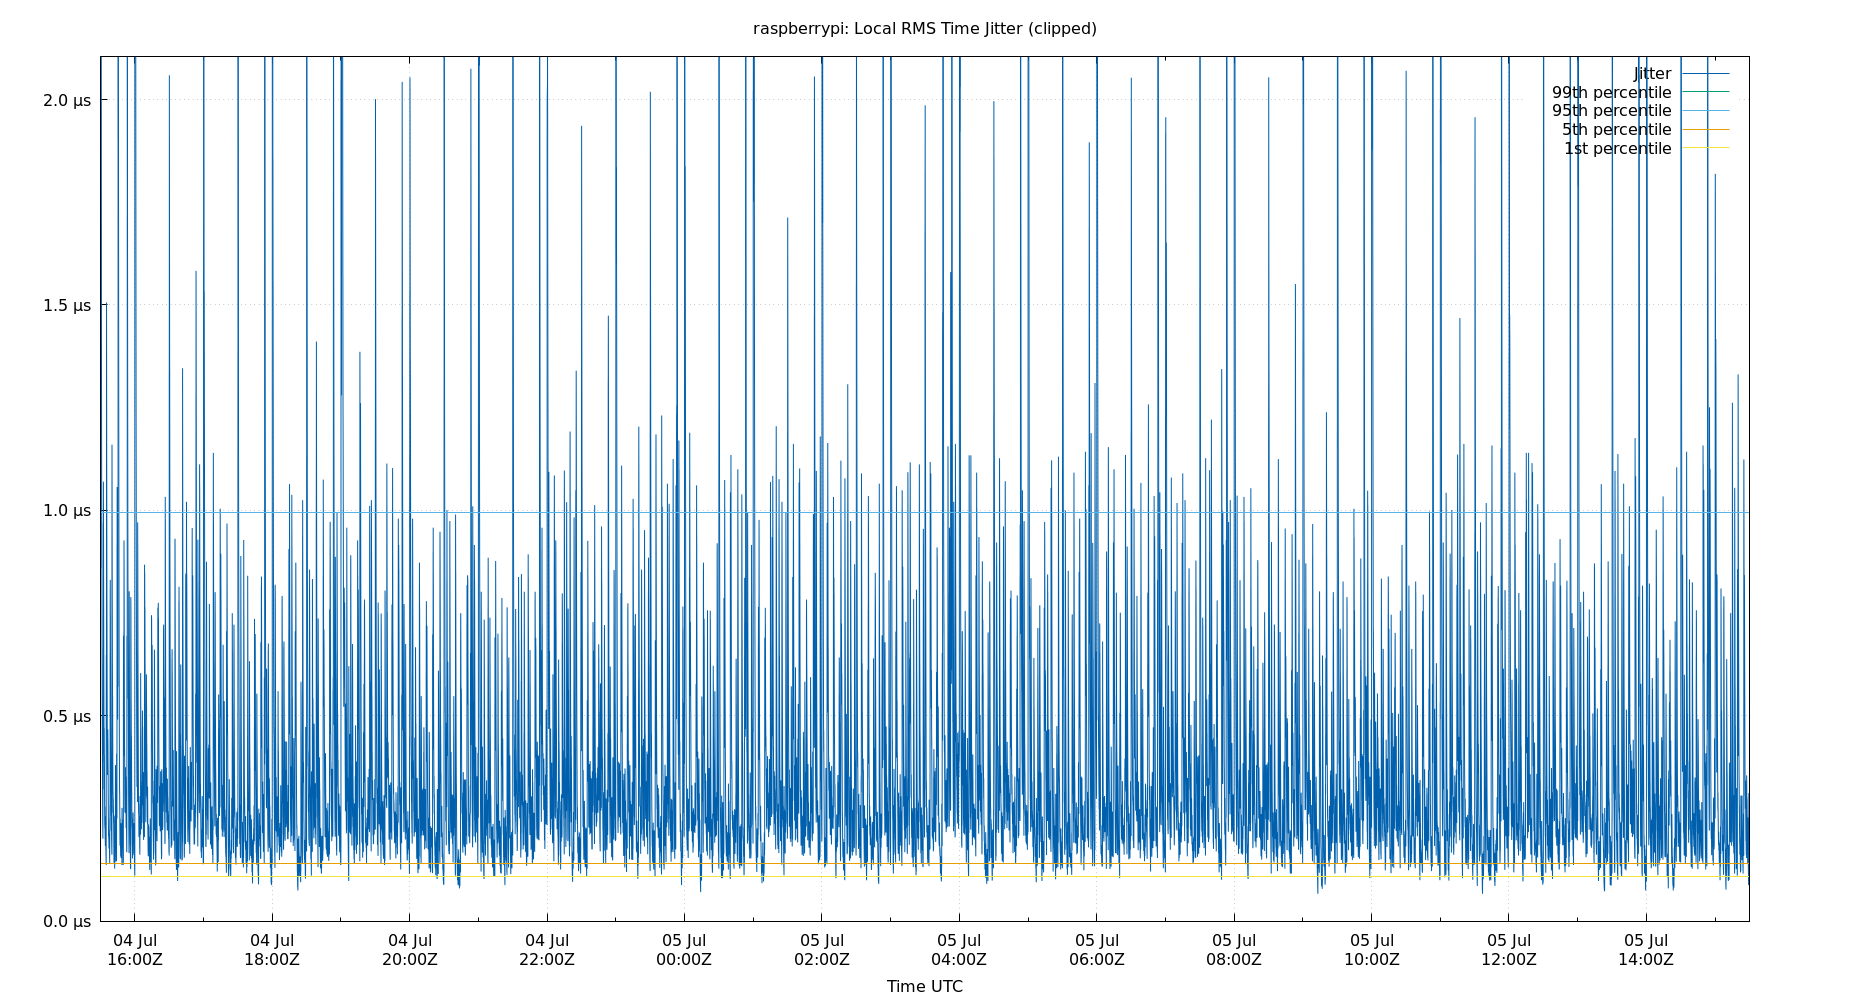 raspberrypi: Local RMS Time Jitter (clipped)
Jitter
99th percentile
95th percentile
5th percentile
1st percentile
2.0 µs
1.5 µs
1.0 µs
0.5 µs
0.0 µs
04 Jul 04 Jul 04 Jul 04 Jul 05 Jul 05 Jul 05 Jul 05 Jul 05 Jul 05 Jul 05 Jul 05 Jul
16:00Z 18:00Z 20:00Z 22:00Z 00:00Z 02:00Z 04:00Z 06:00Z 08:00Z 10:00Z 12:00Z 14:00Z
Time UTC